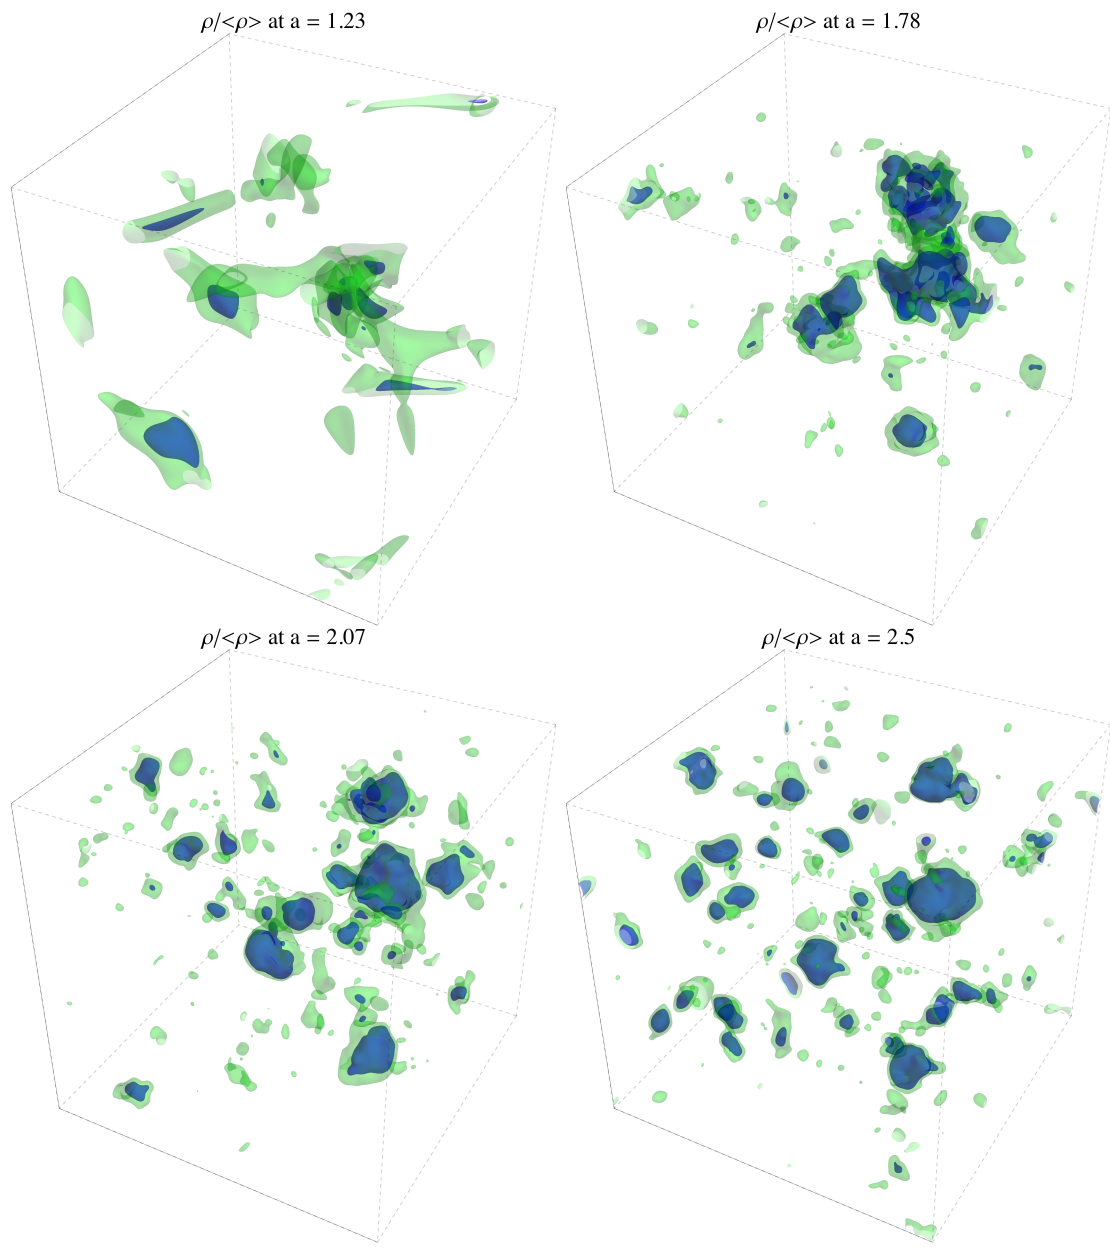 ρ/<ρ> at a = 1.23
ρ/<ρ> at a = 1.78
ρ/<ρ> at a = 2.07
ρ/<ρ> at a = 2.5